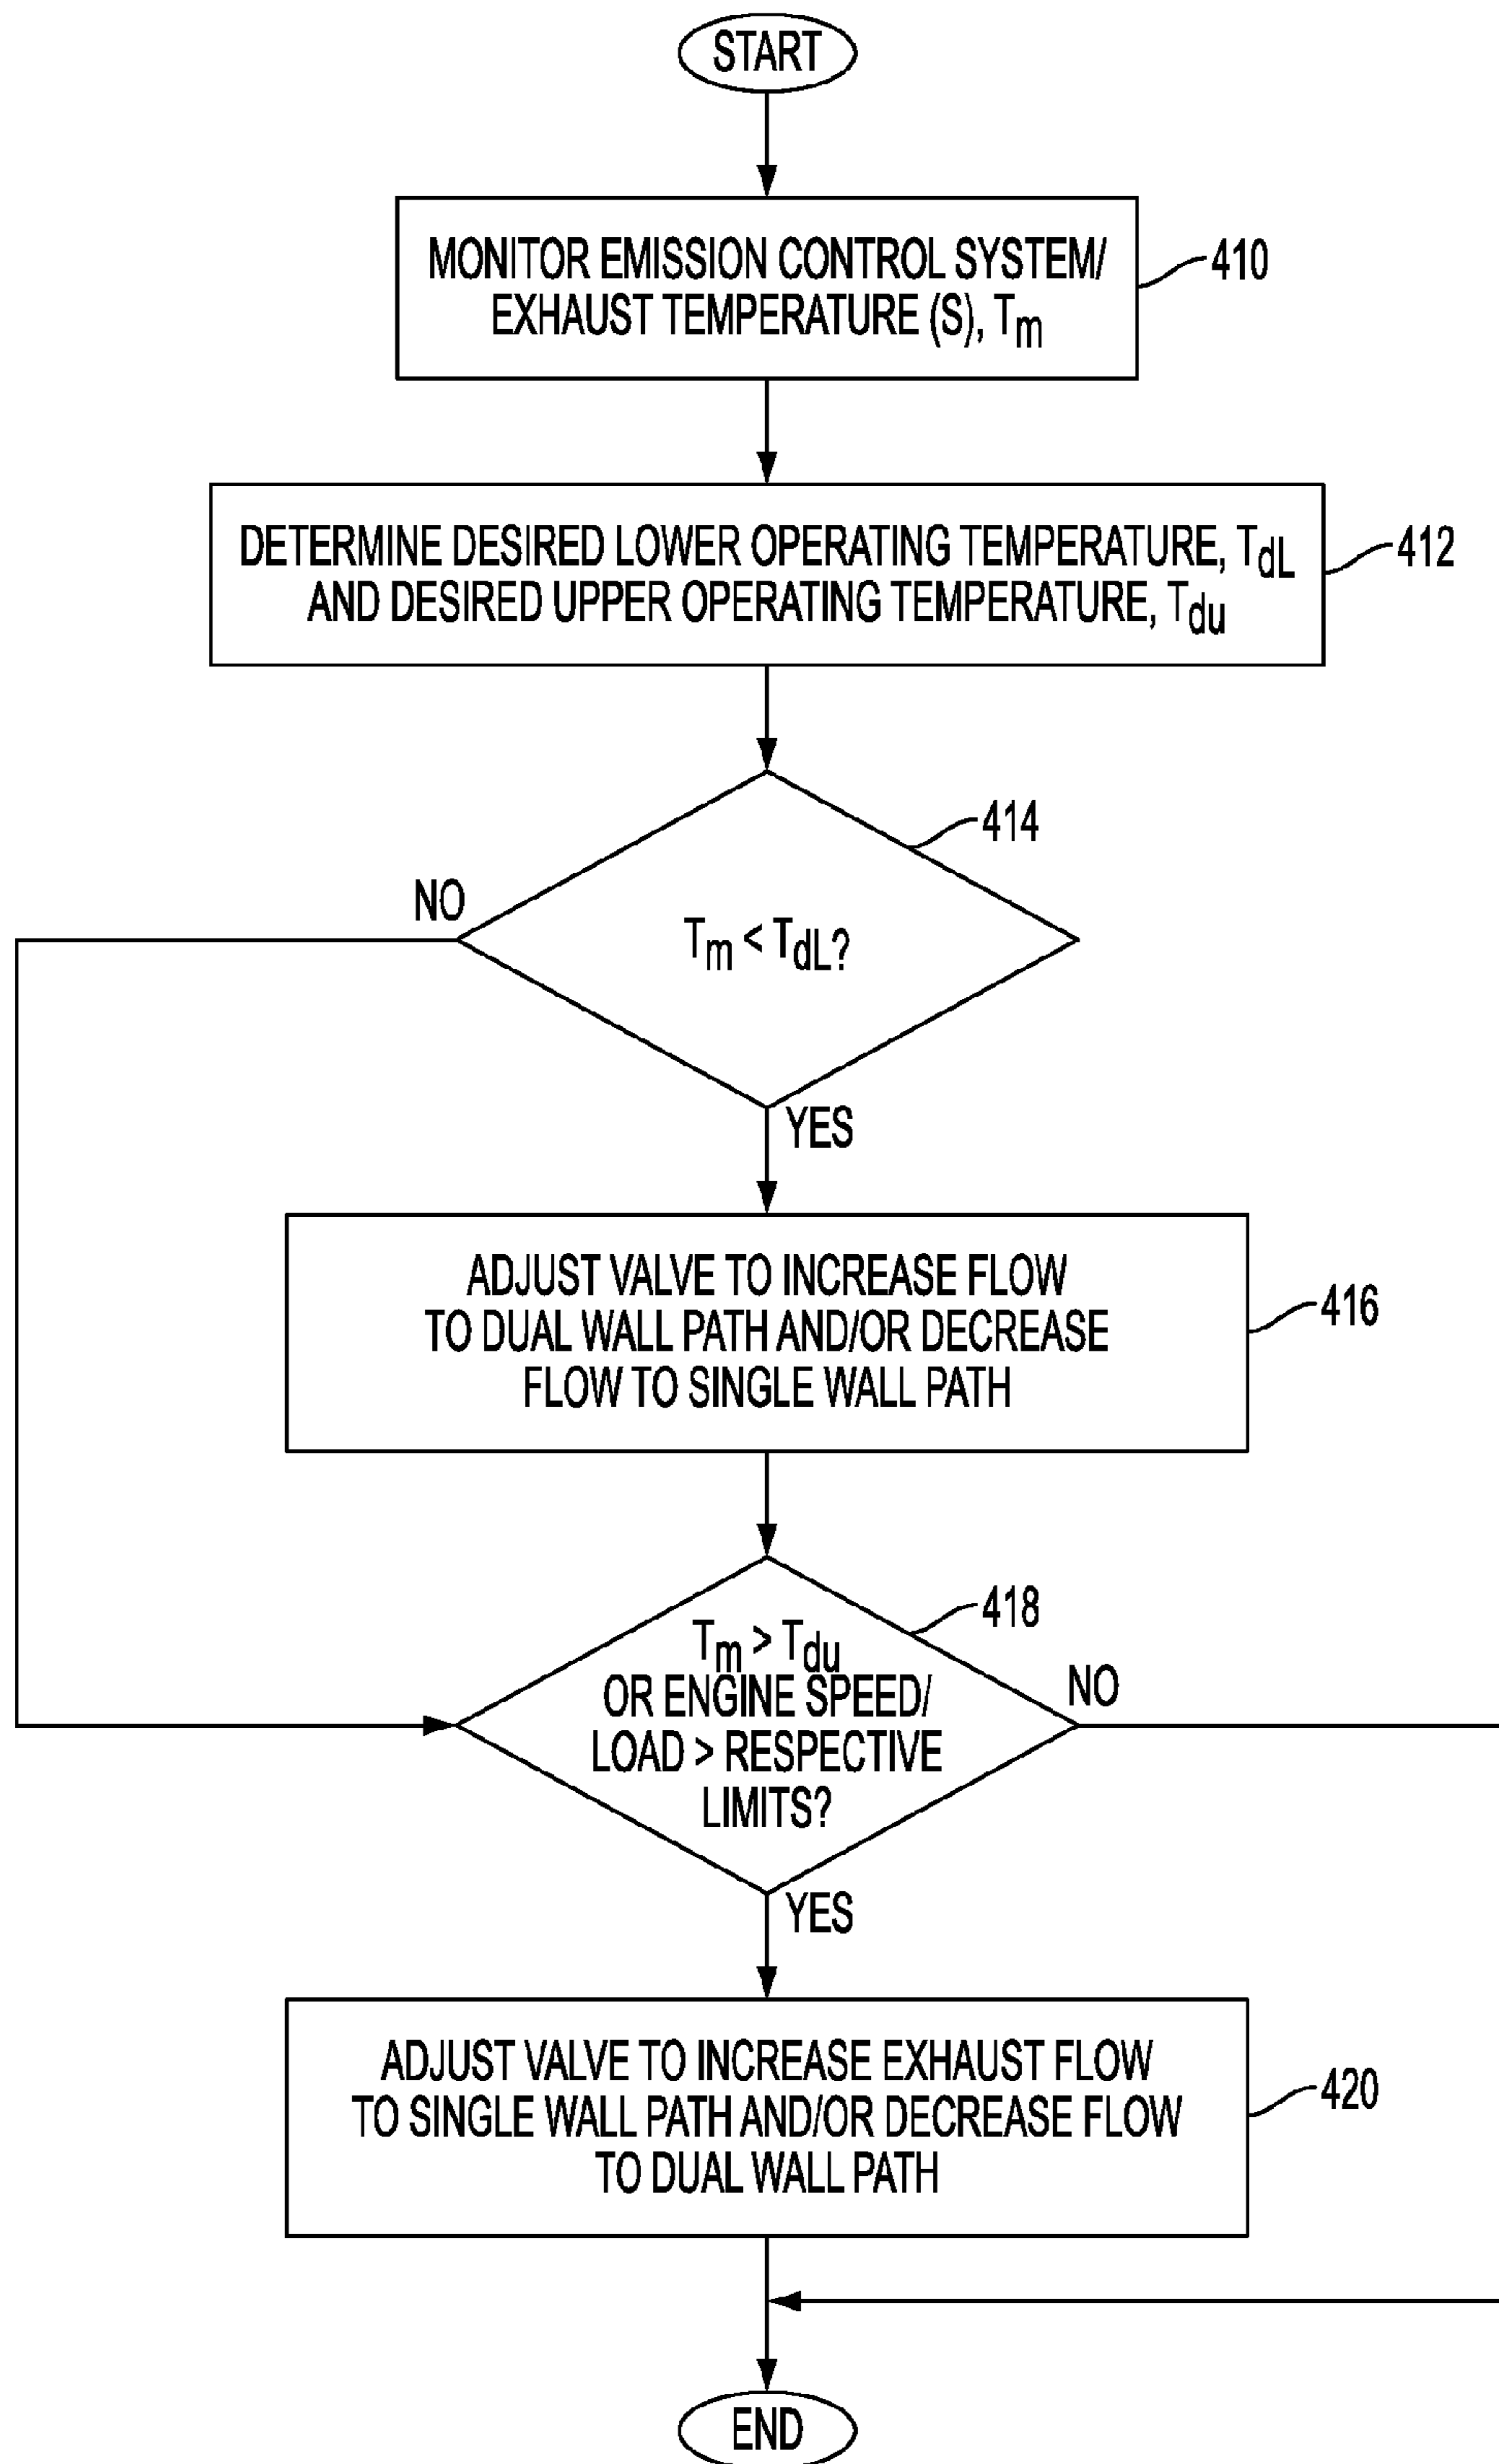 START
MONITOR EMISSION CONTROL SYSTEM/
EXHAUST TEMPERATURE (S), Tm
410
DETERMINE DESIRED LOWER OPERATING TEMPERATURE, TdL
AND DESIRED UPPER OPERATING TEMPERATURE, Tdu
412
414
NO
Tm < TdL?
YES
ADJUST VALVE TO INCREASE FLOW
TO DUAL WALL PATH AND/OR DECREASE
FLOW TO SINGLE WALL PATH
416
418
Tm > Tdu
OR ENGINE SPEED/
LOAD > RESPECTIVE
LIMITS?
NO
YES
ADJUST VALVE TO INCREASE EXHAUST FLOW
TO SINGLE WALL PATH AND/OR DECREASE FLOW
TO DUAL WALL PATH
420
END